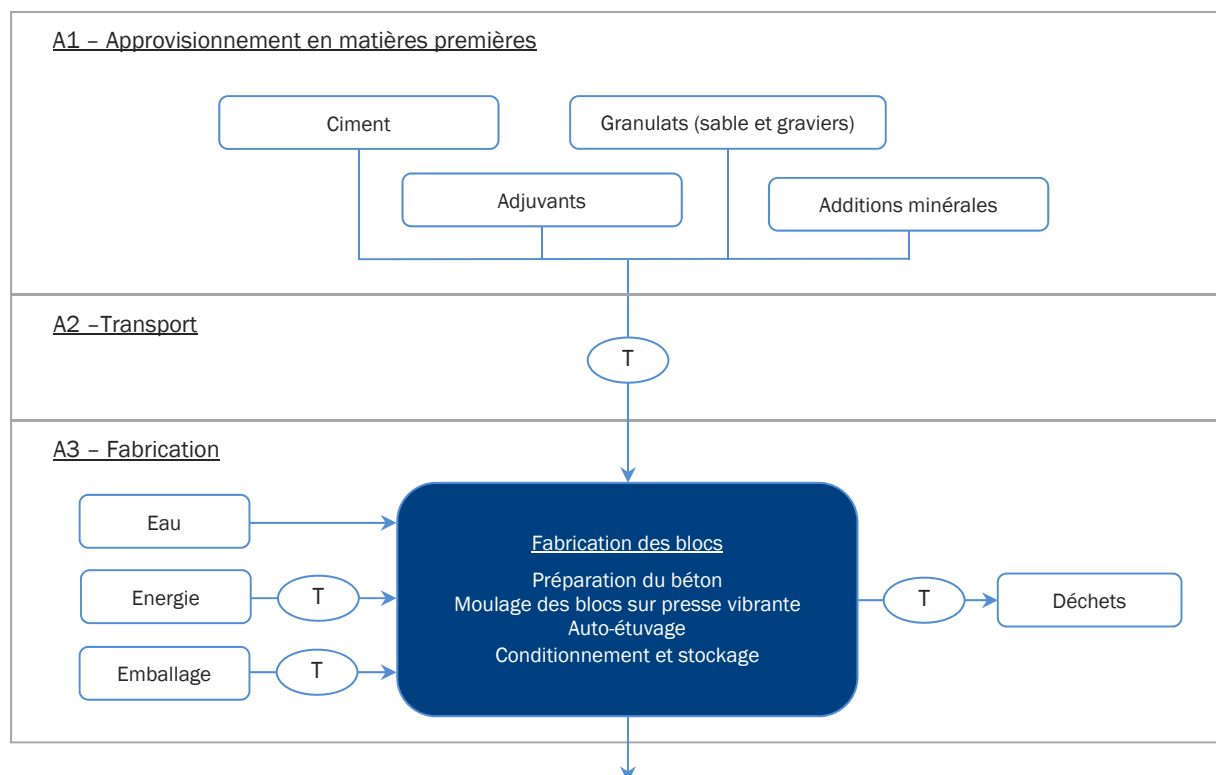 A1 – Approvisionnement en matières premières
Ciment
Granulats (sable et graviers)
Adjuvants
Additions minérales
A2 –Transport
T
A3 – Fabrication
Eau
Fabrication des blocs
Préparation du béton
Moulage des blocs sur presse vibrante
Auto-étuvage
Conditionnement et stockage
Energie
T
T
Déchets
Emballage
T